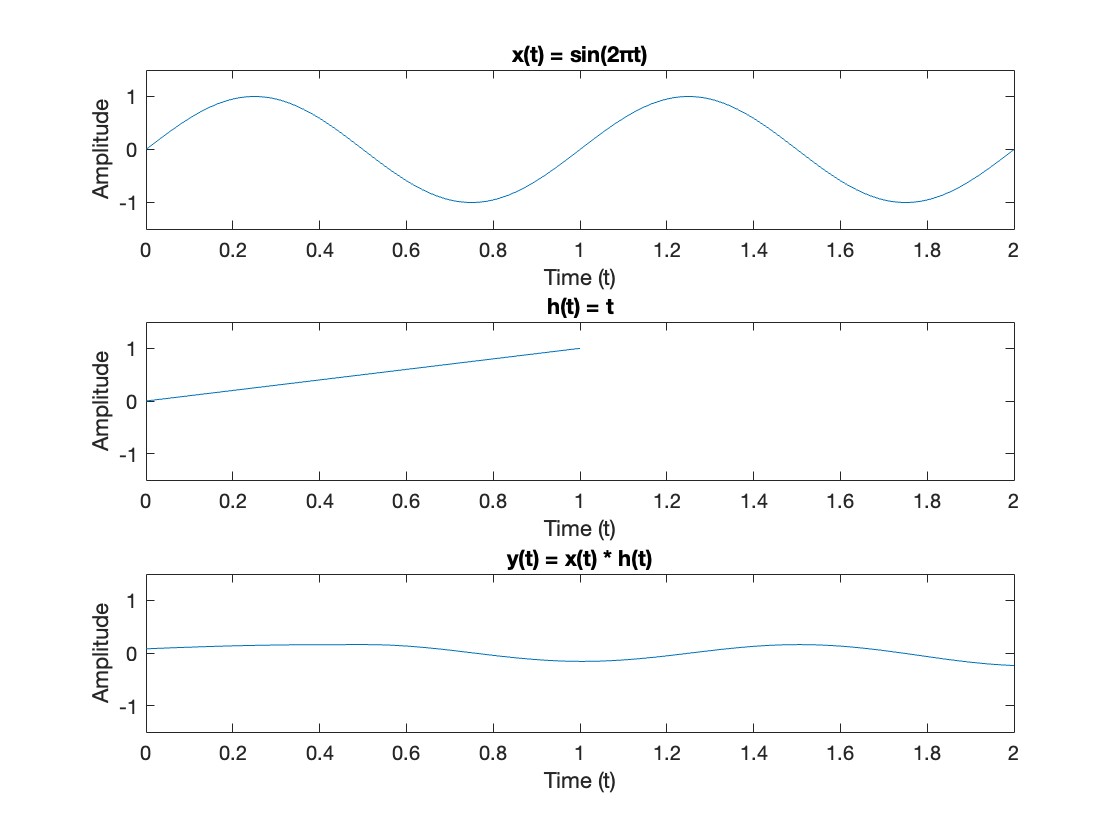 x(t) = sin(2πt)
Amplitude
1
0
-1
0 0.2 0.4 0.6 0.8 1 1.2 1.4 1.6 1.8 2
Time (t)
h(t) = t
Amplitude
1
0
-1
0 0.2 0.4 0.6 0.8 1 1.2 1.4 1.6 1.8 2
Time (t)
y(t) = x(t) * h(t)
Amplitude
1
0
-1
0 0.2 0.4 0.6 0.8 1 1.2 1.4 1.6 1.8 2
Time (t)